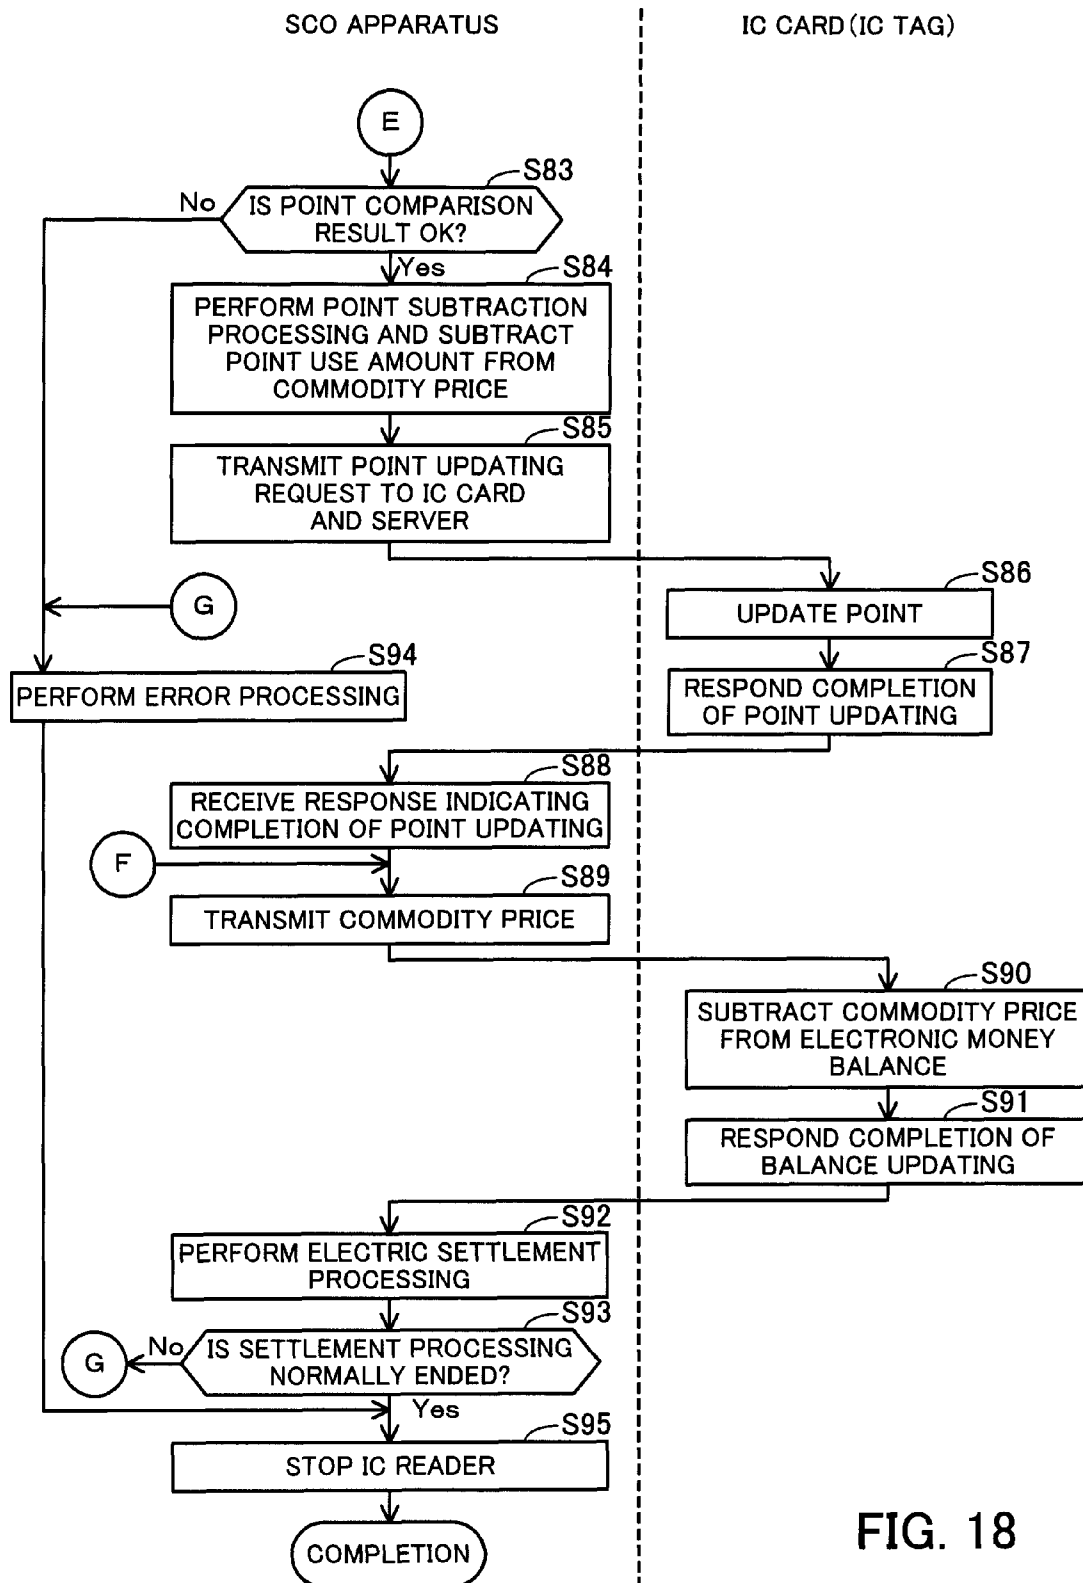 SCO APPARATUS
IC CARD(IC TAG)
E
S83
No
IS POINT COMPARISON
RESULT OK?
Yes
S84
PERFORM POINT SUBTRACTION
PROCESSING AND SUBTRACT
POINT USE AMOUNT FROM
COMMODITY PRICE
S85
TRANSMIT POINT UPDATING
REQUEST TO IC CARD
AND SERVER
S86
UPDATE POINT
G
S87
RESPOND COMPLETION
OF POINT UPDATING
S94
PERFORM ERROR PROCESSING
S88
RECEIVE RESPONSE INDICATING
COMPLETION OF POINT UPDATING
F
S89
TRANSMIT COMMODITY PRICE
S90
SUBTRACT COMMODITY PRICE
FROM ELECTRONIC MONEY
BALANCE
S91
RESPOND COMPLETION OF
BALANCE UPDATING
S92
PERFORM ELECTRIC SETTLEMENT
PROCESSING
S93
G
No
IS SETTLEMENT PROCESSING
NORMALLY ENDED?
Yes
S95
STOP IC READER
COMPLETION
FIG. 18